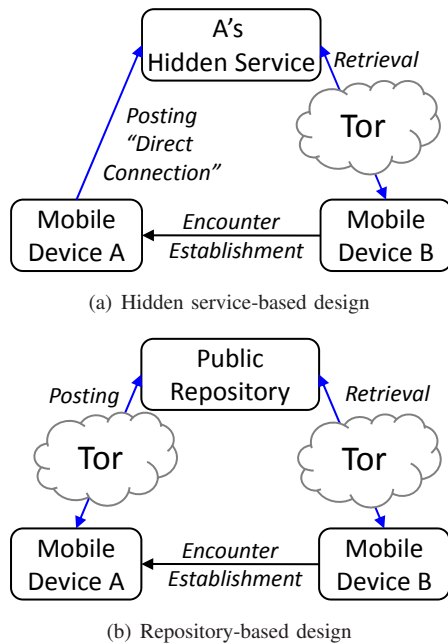 A's
Hidden Service
Retrieval
Posting
“Direct
Connection”
Tor
Mobile
Device A
Encounter
Establishment
Mobile
Device B
(a) Hidden service-based design
Public
Repository
Posting
Retrieval
Tor
Tor
Mobile
Device A
Encounter
Establishment
Mobile
Device B
(b) Repository-based design